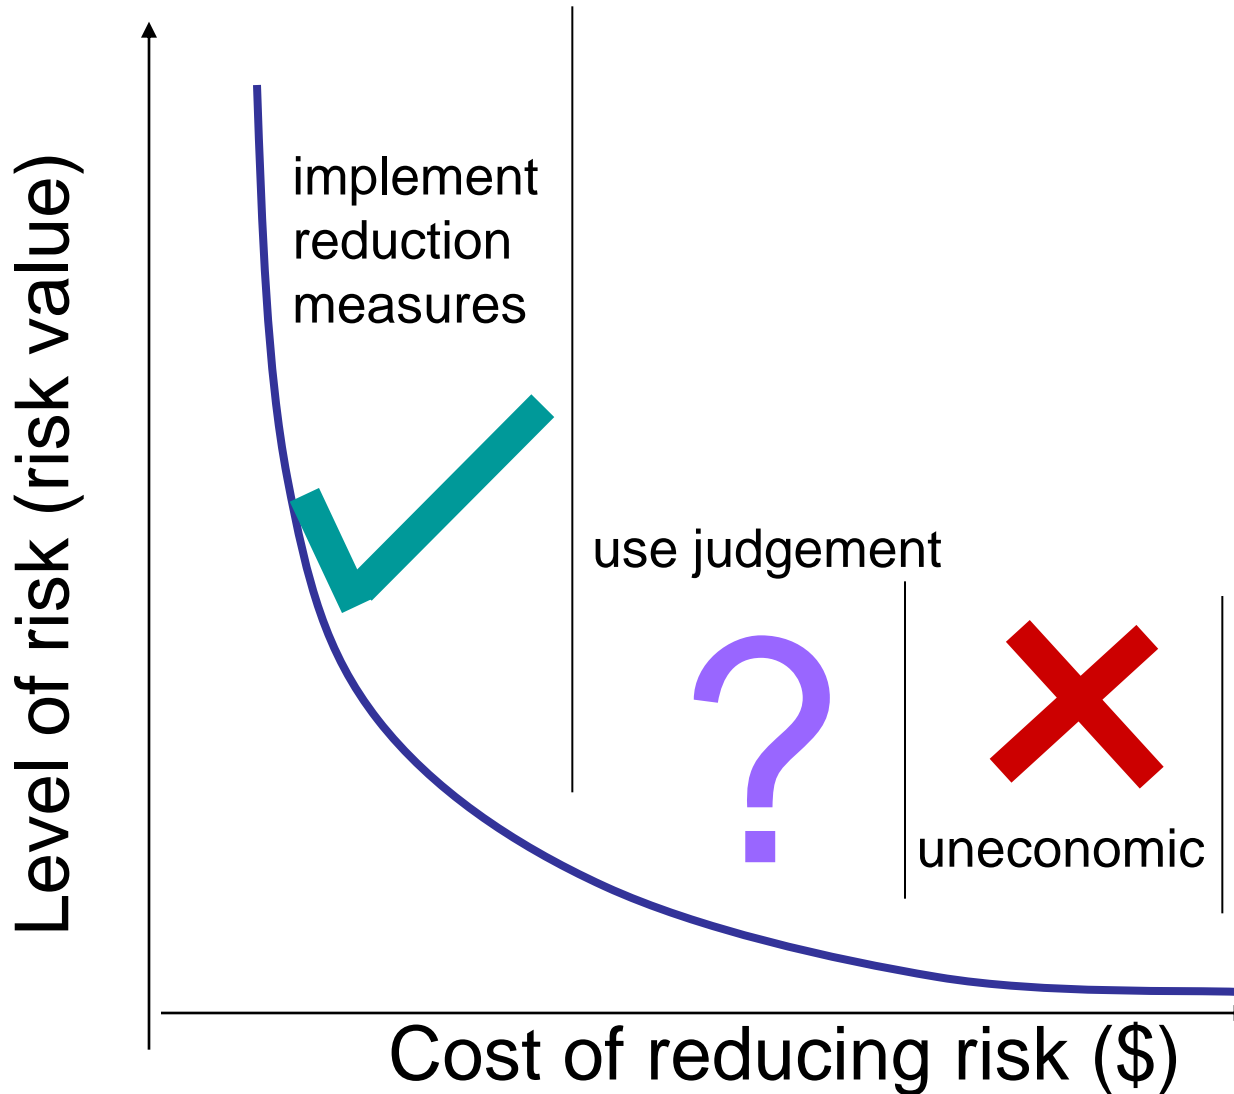 Level of risk (risk value)
implement
reduction
measures
use judgement
?
uneconomic
Cost of reducing risk ($)